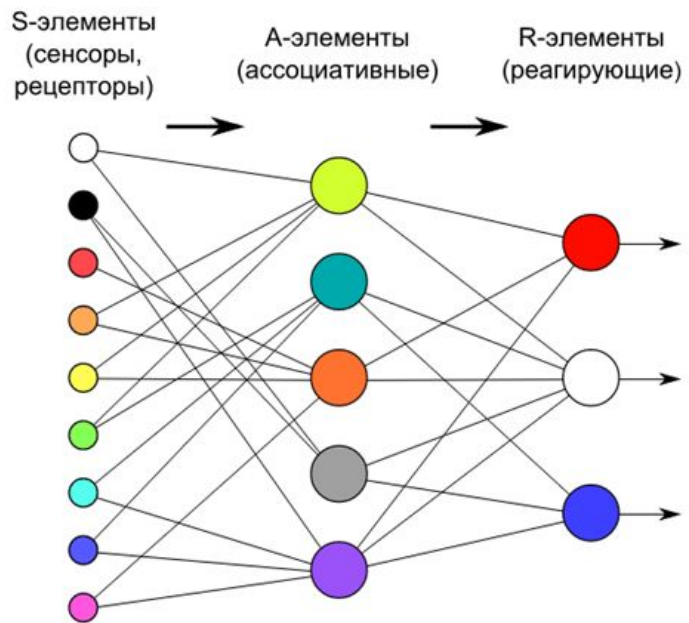 S-элементы
(сенсоры,
рецепторы)
A-элементы
(ассоциативные)
R-элементы
(реагирующие)